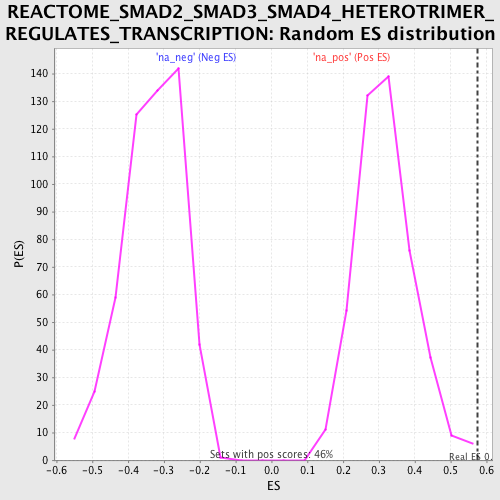 REACTOME_SMAD2_SMAD3_SMAD4_HETEROTRIMER_
REGULATES_TRANSCRIPTION: Random ES distribution
'na_neg' (Neg ES) 'na_pos' (Pos ES)
140
130
120
110
100
90
80
70
60
50
40
30
20
10
0
P(ES)
Sets with pos scores: 46%
Real ES 0.
-0.6 -0.5 -0.4 -0.3 -0.2 -0.1 0.0 0.1 0.2 0.3 0.4 0.5 0.6
ES